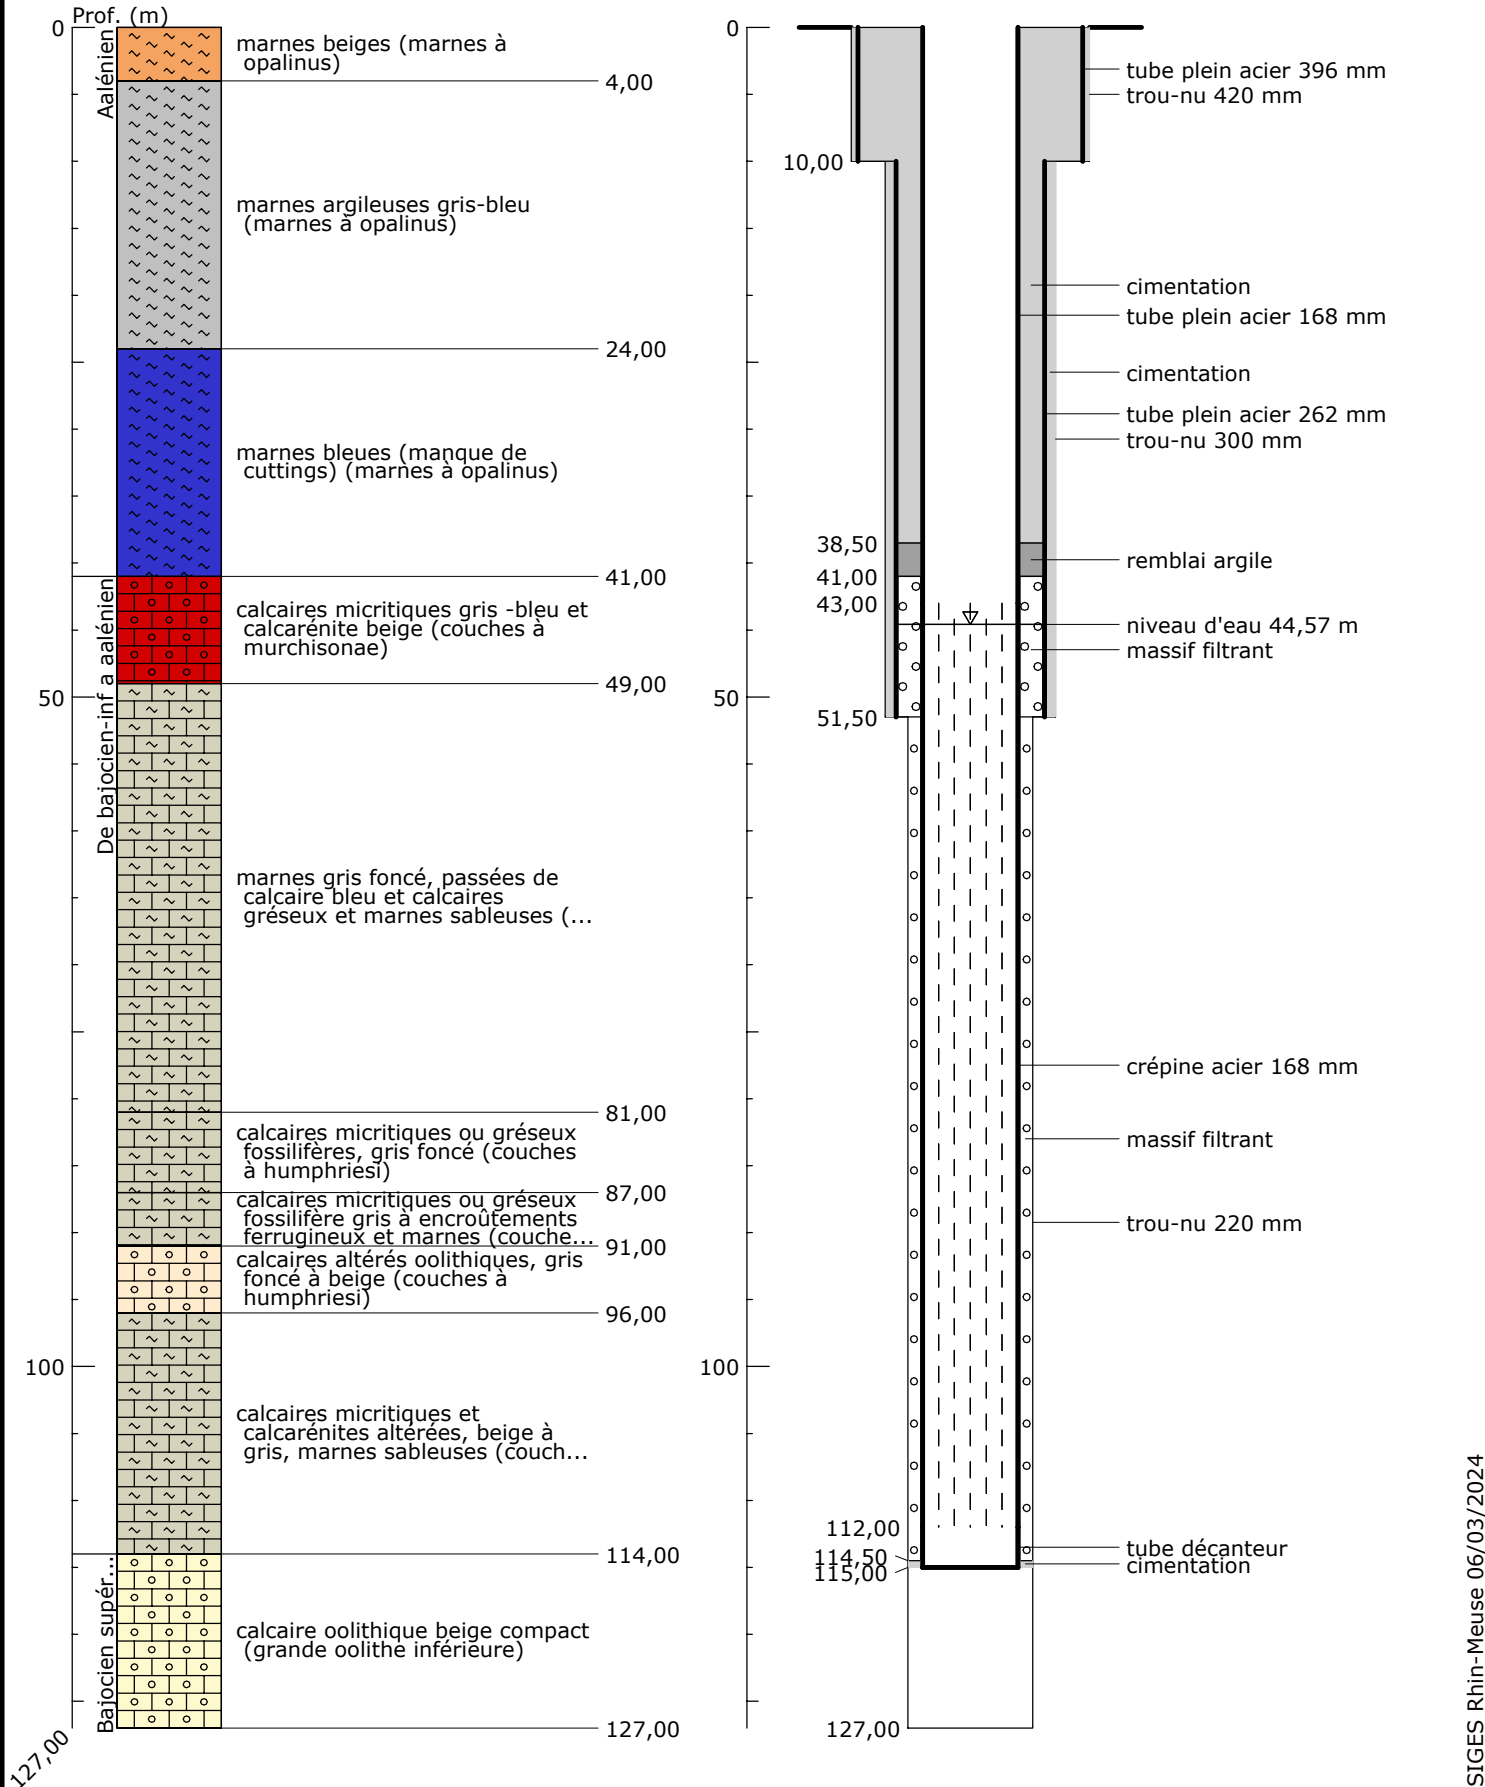 Prof. (m)
0
50
100
127,00
Aalénien
De bajocien-inf a aalénien
Bajocien supér...
marnes beiges (marnes à
opalinus)
4,00
marnes argileuses gris-bleu
(marnes à opalinus)
24,00
marnes bleues (manque de
cuttings) (marnes à opalinus)
41,00
calcaires micritiques gris -bleu et
calcarénite beige (couches à
murchisonae)
49,00
marnes gris foncé, passées de
calcaire bleu et calcaires
gréseux et marnes sableuses (...
81,00
calcaires micritiques ou gréseux
fossilifères, gris foncé (couches
à humphriesi)
87,00
calcaires micritiques ou gréseux
fossilifère gris à encroûtements
ferrugineux et marnes (couche...
91,00
calcaires altérés oolithiques, gris
foncé à beige (couches à
humphriesi)
96,00
calcaires micritiques et
calcarénites altérées, beige à
gris, marnes sableuses (couch...
114,00
calcaire oolithique beige compact
(grande oolithe inférieure)
127,00
0
50
100
10,00
38,50
41,00
43,00
51,50
112,00
114,50
115,00
127,00
tube plein acier 396 mm
trou-nu 420 mm
cimentation
tube plein acier 168 mm
cimentation
tube plein acier 262 mm
trou-nu 300 mm
remblai argile
niveau d'eau 44,57 m
massif filtrant
crépine acier 168 mm
massif filtrant
trou-nu 220 mm
tube décanteur
cimentation
SIGES Rhin-Meuse 06/03/2024